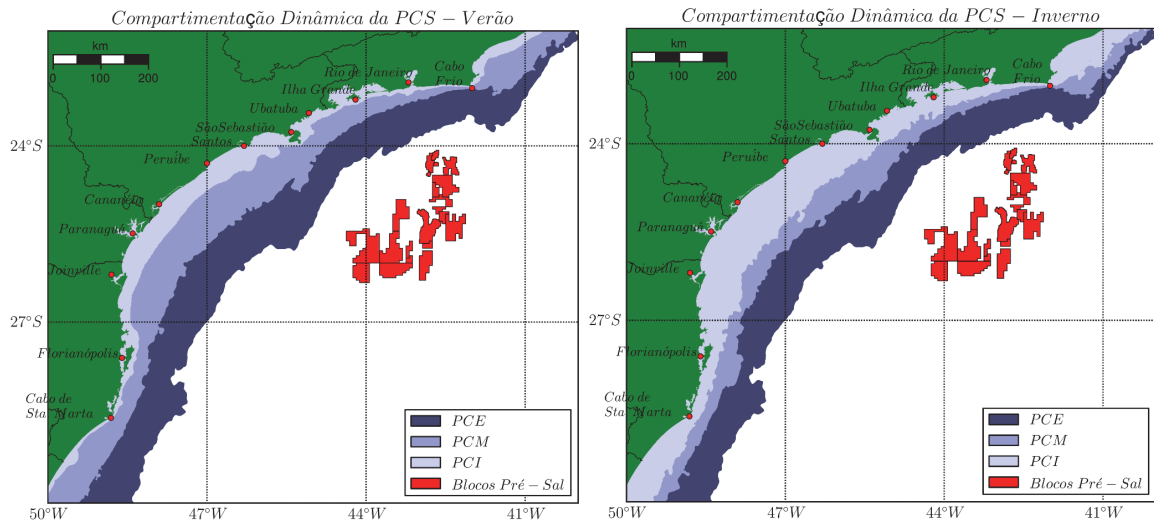 Compartimentação Dinâmica da PCS – Verão
km
0 100 200
Rio de Janeiro
Cabo
Frio
Ilha Grande
Ubatuba
SãoSebastião
Santos
24°S
Peruíbe
Cananéia
Paranaguá
Joinville
27°S
Florianópolis
Cabo de
Sta. Marta
PCE
PCM
PCI
Blocos Pré – Sal
50°W 47°W 44°W 41°W
Compartimentação Dinâmica da PCS – Inverno
km
0 100 200
Rio de Janeiro
Cabo
Frio
Ilha Grande
Ubatuba
SãoSebastião
Santos
24°S
Peruíbe
Cananéia
Paranaguá
Joinville
27°S
Florianópolis
Cabo de
Sta. Marta
PCE
PCM
PCI
Blocos Pré – Sal
50°W 47°W 44°W 41°W